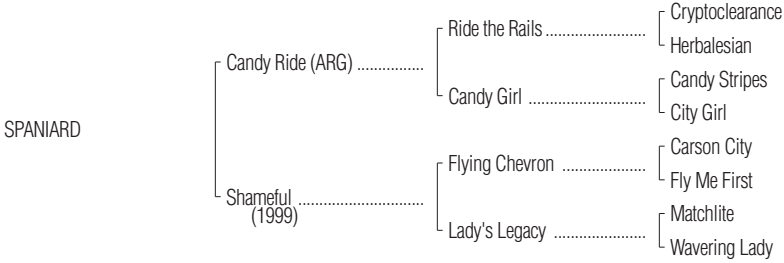 Cryptoclearance
Ride the Rails ........................
Herbalesian
Candy Ride (ARG) ................
Candy Stripes
Candy Girl ............................
City Girl
SPANIARD
Carson City
Flying Chevron ....................
Fly Me First
Shameful ..............................
(1999)
Matchlite
Lady's Legacy ......................
Wavering Lady